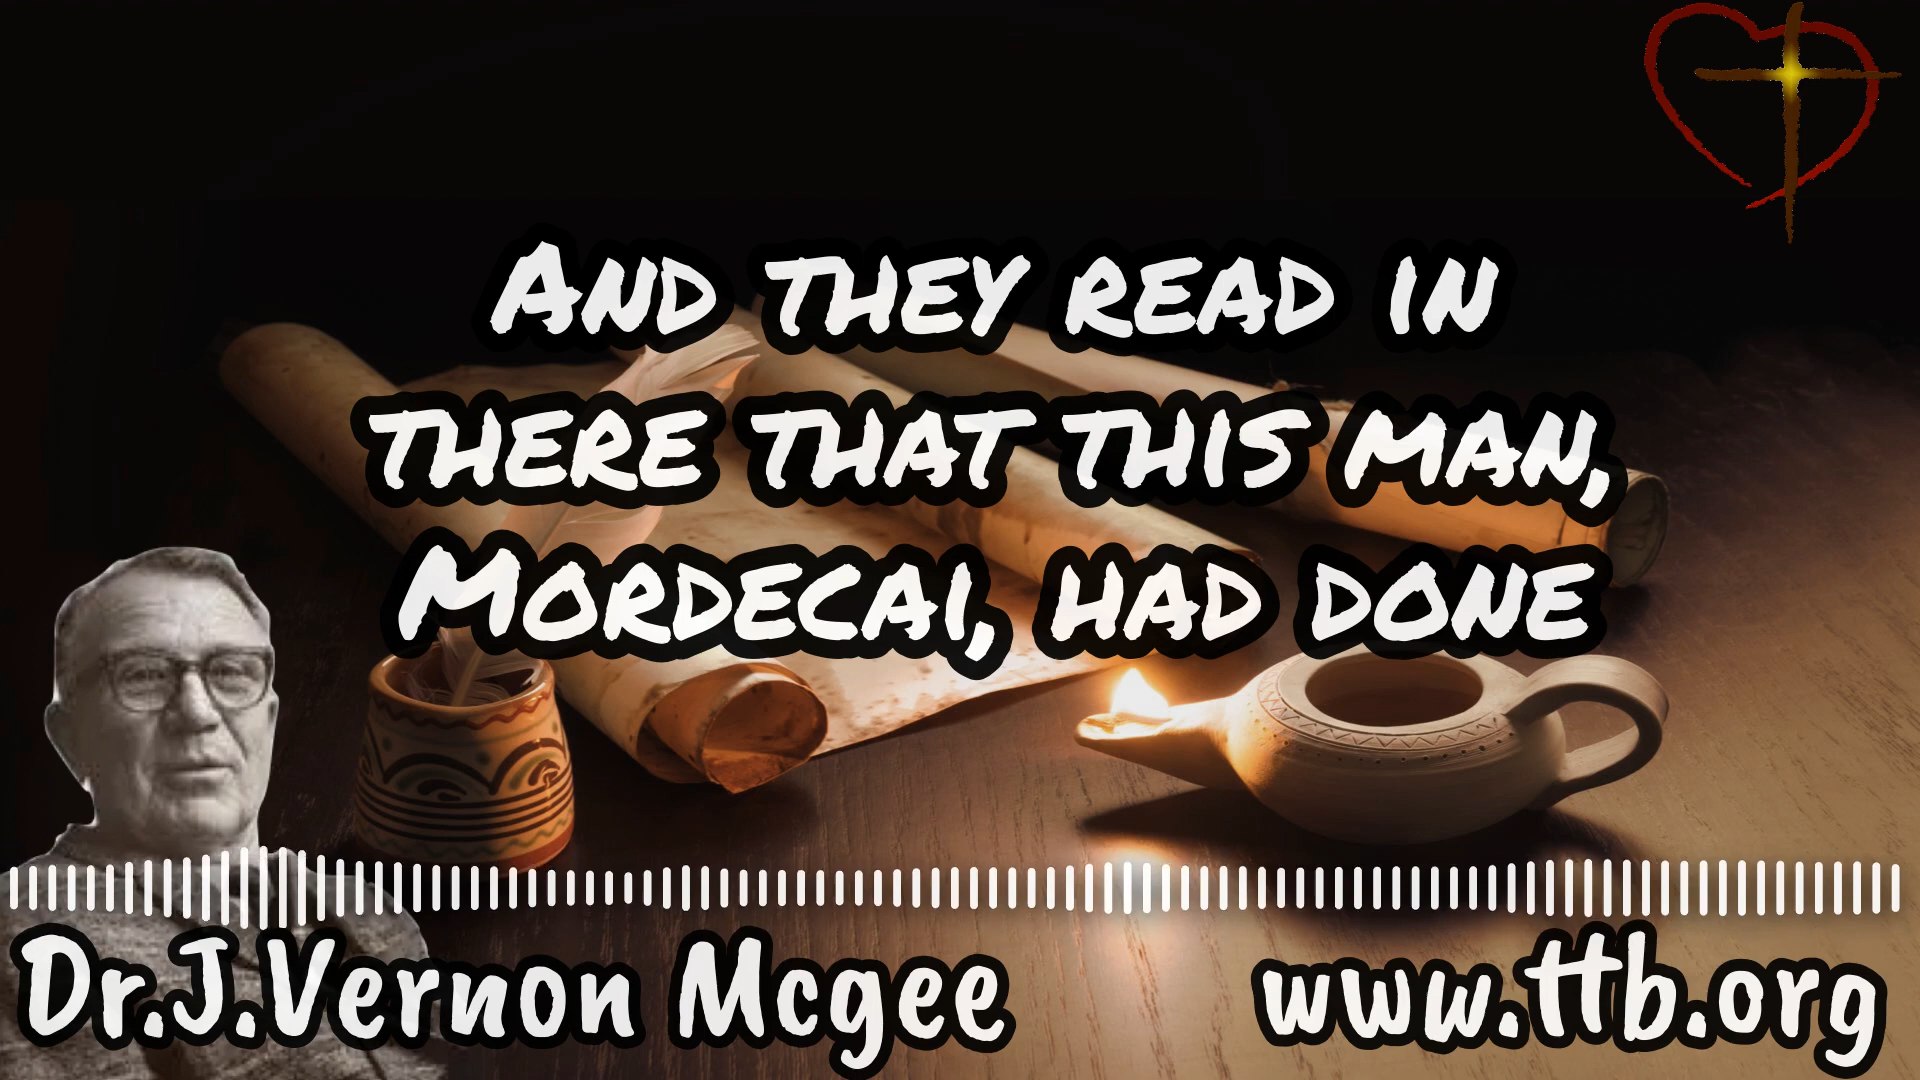 And they read in
there that this man,
Mordecai, had done
Dr.J.Vernon Mcgee
www.ttb.org